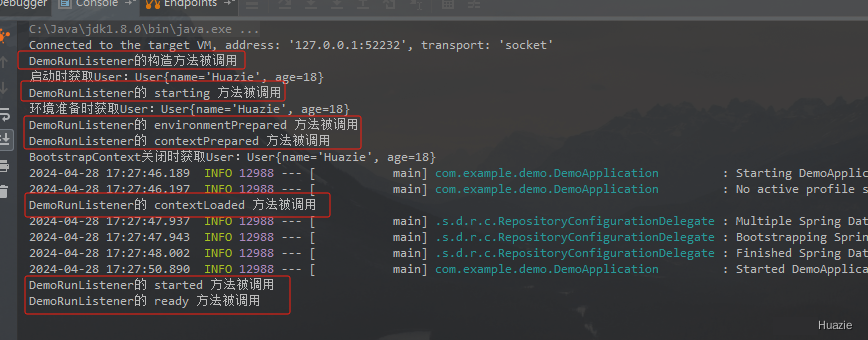 Debugger Console Endpoints
C:\Java\jdk1.8.0\bin\java.exe ...
Connected to the target VM, address: '127.0.0.1:52232', transport: 'socket'
DemoRunListener的构造方法被调用
启动时获取User：User{name='Huazie', age=18}
DemoRunListener的 starting 方法被调用
环境准备时获取User：User{name='Huazie', age=18}
DemoRunListener的 environmentPrepared 方法被调用
DemoRunListener的 contextPrepared 方法被调用
BootstrapContext关闭时获取User：User{name='Huazie', age=18}
2024-04-28 17:27:46.189  INFO 12988 --- [           main] com.example.demo.DemoApplication         : Starting DemoApplic
2024-04-28 17:27:46.197  INFO 12988 --- [           main] com.example.demo.DemoApplication         : No active profile s
DemoRunListener的 contextLoaded 方法被调用
2024-04-28 17:27:47.937  INFO 12988 --- [           main] .s.d.r.c.RepositoryConfigurationDelegate : Multiple Spring Dat
2024-04-28 17:27:47.943  INFO 12988 --- [           main] .s.d.r.c.RepositoryConfigurationDelegate : Bootstrapping Sprin
2024-04-28 17:27:48.002  INFO 12988 --- [           main] .s.d.r.c.RepositoryConfigurationDelegate : Finished Spring Dat
2024-04-28 17:27:50.890  INFO 12988 --- [           main] com.example.demo.DemoApplication         : Started DemoApplica
DemoRunListener的 started 方法被调用
DemoRunListener的 ready 方法被调用
Huazie